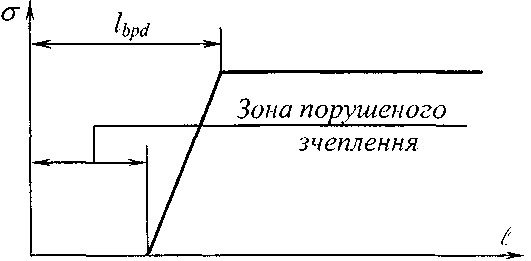 σ
l_bpd
Зона порушеного
зчеплення
ℓ